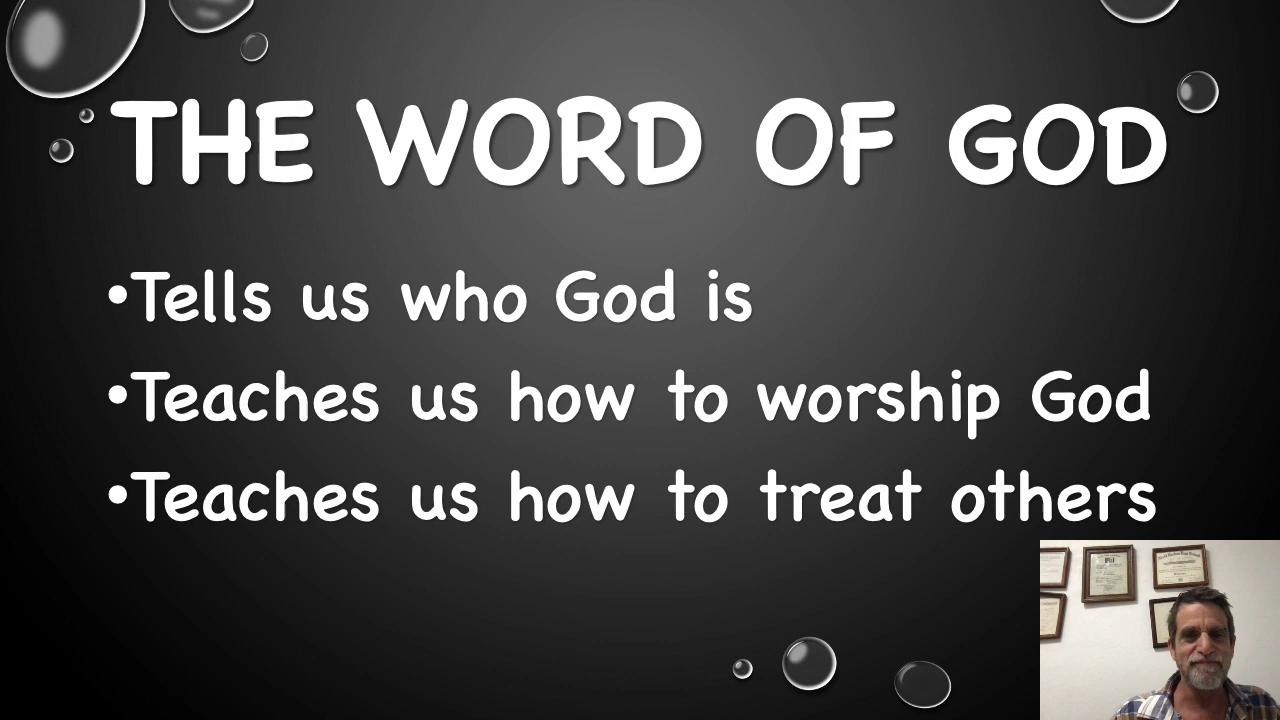 THE WORD OF GOD
•Tells us who God is
•Teaches us how to worship God
•Teaches us how to treat others